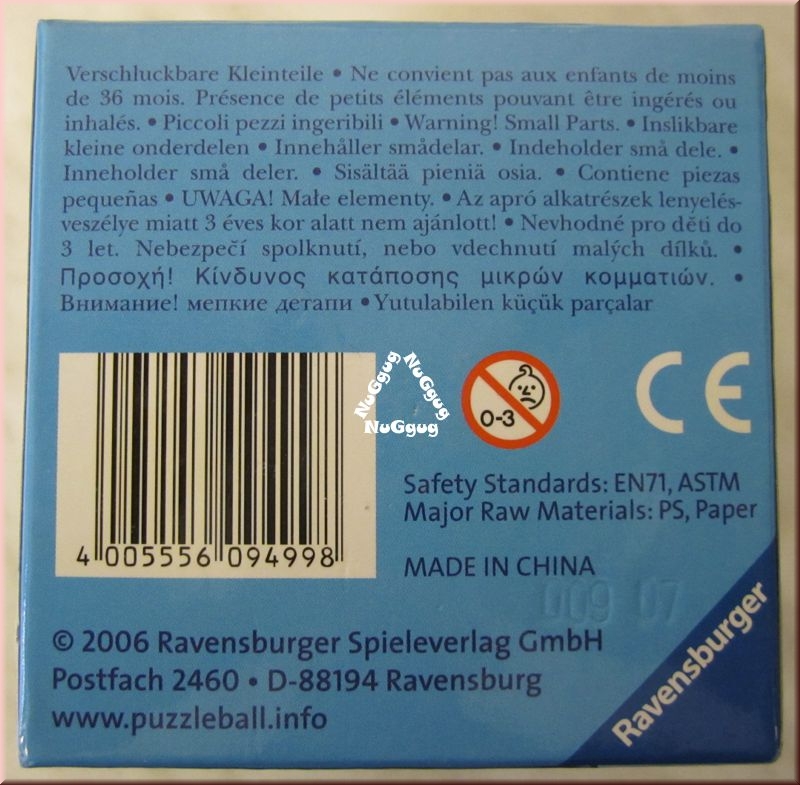 Verschluckbare Kleinteile • Ne convient pas aux enfants de moins
de 36 mois. Présence de petits éléments pouvant être ingérés ou
inhalés. • Piccoli pezzi ingeribili • Warning! Small Parts. • Inslikbare
kleine onderdelen • Innehåller smådelar. • Indeholder små dele. •
Inneholder små deler. • Sisältää pieniä osia. • Contiene piezas
pequeñas • UWAGA! Małe elementy. • Az apró alkatrészek lenyelés-
veszélye miatt 3 éves kor alatt nem ajánlott! • Nevhodné pro děti do
3 let. Nebezpečí spolknutí, nebo vdechnutí malých dílků. •
Προσοχή! Κίνδυνος κατάποσης μικρών κομματιών. •
Внимание! мепкие детапи • Yutulabilen küçük parçalar
NuGgug
NuGgug
NuGgug
0-3
CE
4 005556 094998
Safety Standards: EN71, ASTM
Major Raw Materials: PS, Paper
MADE IN CHINA
009 07
© 2006 Ravensburger Spieleverlag GmbH
Postfach 2460 • D-88194 Ravensburg
www.puzzleball.info
Ravensburger